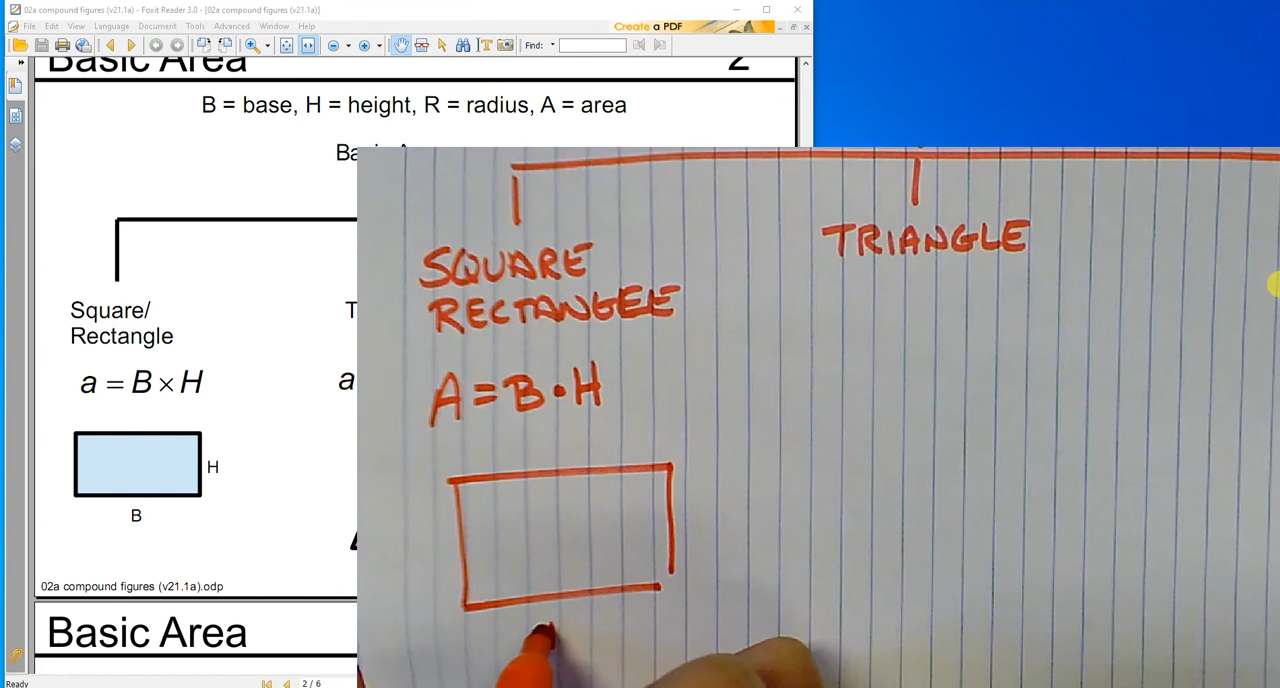 02a compound figures (v21.1a) - Foxit Reader 3.0 - [02a compound figures (v21.1a)]
File Edit View Language Document Tools Advanced Window Help
Create a PDF
Find:
Basic Area 2
B = base, H = height, R = radius, A = area
Square/
Rectangle
a = B × H
H
B
02a compound figures (v21.1a).odp
Basic Area
Ready
2 / 6
SQUARE
RECTANGLE
A = B • H
TRIANGLE